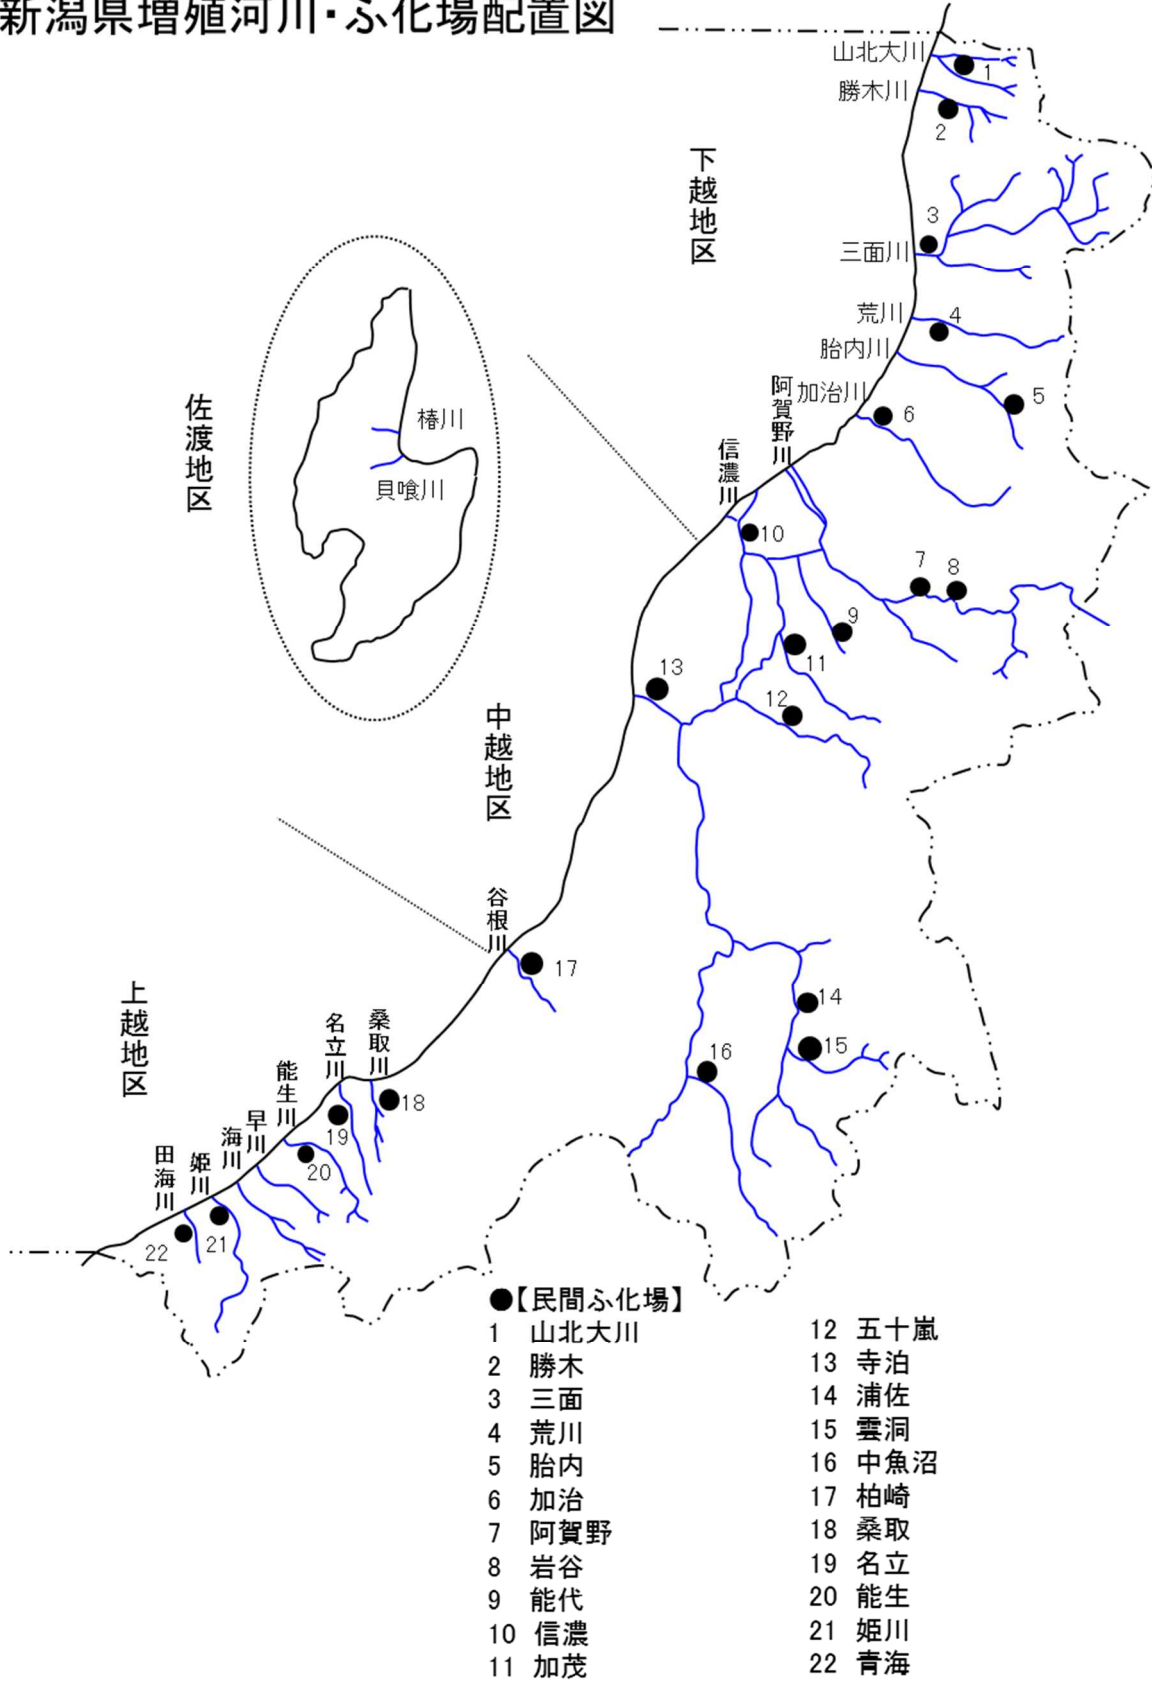 新潟県増殖河川・ふ化場配置図
山北大川
1
勝木川
2
下越地区
3
三面川
荒川
4
胎内川
5
阿賀野川
加治川
6
信濃川
10
佐渡地区
椿川
貝喰川
7
8
9
11
13
12
中越地区
谷根川
17
14
15
16
上越地区
桑取川
18
名立川
19
能生川
20
早川
海川
姫川
21
田海川
22
●【民間ふ化場】
1 山北大川
2 勝木
3 三面
4 荒川
5 胎内
6 加治
7 阿賀野
8 岩谷
9 能代
10 信濃
11 加茂
12 五十嵐
13 寺泊
14 浦佐
15 雲洞
16 中魚沼
17 柏崎
18 桑取
19 名立
20 能生
21 姫川
22 青海